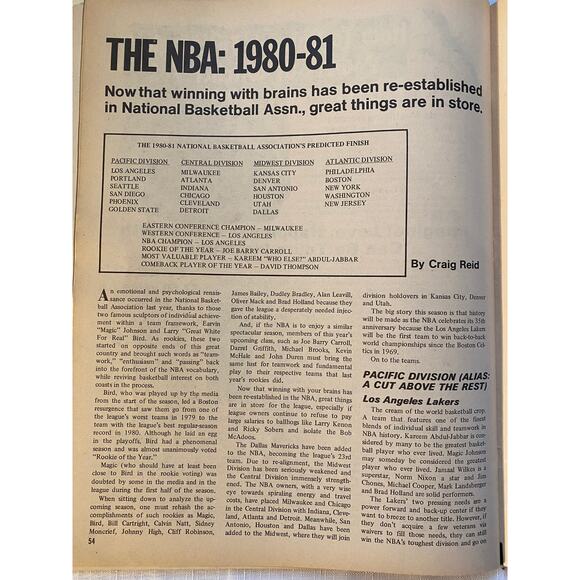 THE NBA: 1980-81
Now that winning with brains has been re-established
in National Basketball Assn., great things are in store.
THE 1980-81 NATIONAL BASKETBALL ASSOCIATION'S PREDICTED FINISH
PACIFIC DIVISION
LOS ANGELES
PORTLAND
SEATTLE
SAN DIEGO
PHOENIX
GOLDEN STATE
CENTRAL DIVISION
MILWAUKEE
ATLANTA
INDIANA
CHICAGO
CLEVELAND
DETROIT
MIDWEST DIVISION
KANSAS CITY
DENVER
SAN ANTONIO
HOUSTON
UTAH
DALLAS
ATLANTIC DIVISION
PHILADELPHIA
BOSTON
NEW YORK
WASHINGTON
NEW JERSEY
EASTERN CONFERENCE CHAMPION – MILWAUKEE
WESTERN CONFERENCE – LOS ANGELES
NBA CHAMPION – LOS ANGELES
ROOKIE OF THE YEAR – JOE BARRY CARROLL
MOST VALUABLE PLAYER – KAREEM "WHO ELSE?" ABDUL-JABBAR
COMEBACK PLAYER OF THE YEAR – DAVID THOMPSON
By Craig Reid
An emotional and psychological renais-
sance occurred in the National Basket-
ball Association last year, thanks to those
two famous sculptors of individual achieve-
ment within a team framework, Earvin
"Magic" Johnson and Larry "Great White
For Real" Bird. As rookies, these two
started on opposite ends of this great
country and brought such words as "team-
work," "enthusiasm" and "passing" back
into the forefront of the NBA vocabulary,
while reviving basketball interest on both
coasts in the process.
Bird, who was played up by the media
from the start of the season, led a Boston
resurgence that saw them go from one of
the league's worst teams in 1979 to the
team with the league's best regular-season
record in 1980. Although he laid an egg
in the playoffs, Bird had a phenomenal
season and was almost unanimously voted
"Rookie of the Year."
Magic (who should have at least been
close to Bird in the rookie voting) was
doubted by some in the media and in the
league during the first half of the season.
When sitting down to analyze the up-
coming season, one must rehash the ac-
complishments of such rookies as Magic,
Bird, Bill Cartright, Calvin Natt, Sidney
Moncrief, Johnny High, Cliff Robinson,
54
James Bailey, Dudley Bradley, Alan Leavill,
Oliver Mack and Brad Holland because they
gave the league a desperately needed injec-
tion of stability.
And, if the NBA is to enjoy a similar
spectacular season, members of this year's
upcoming class, such as Joe Barry Carroll,
Darrel Griffith, Michael Brooks, Kevin
McHale and John Duren must bring the
same lust for teamwork and fundamental
play to their respective teams that last
year's rookies did.
Now that winning with your brains has
been re-established in the NBA, great things
are in store for the league, especially if
league owners continue to refuse to pay
large salaries to ballhogs like Larry Kenon
and Ricky Sobers and isolate the Bob
McAdoos.
The Dallas Mavericks have been added
to the NBA, becoming the league's 23rd
team. Due to re-alignment, the Midwest
Division has been seriously weakened and
the Central Division immensely strength-
ened. The NBA owners, with a very wise
eye towards spiraling energy and travel
costs, have placed Milwaukee and Chicago
in the Central Division with Indiana, Cleve-
land, Atlanta and Detroit. Meanwhile, San
Antonio, Houston and Dallas have been
added to the Midwest, where they will join
division holdovers in Kansas City, Denver
and Utah.
The big story this season is that history
will be made as the NBA celebrates its 35th
anniversary because the Los Angeles Lakers
will be the first team to win back-to-back
world championships since the Boston Cel-
tics in 1969.
On to the teams.
PACIFIC DIVISION (ALIAS:
A CUT ABOVE THE REST)
Los Angeles Lakers
The cream of the world basketball crop.
A team that features one of the finest
blends of individual skill and teamwork in
NBA history. Kareem Abdul-Jabbar is con-
sidered by many to be the greatest basket-
ball player who ever lived. Magic Johnson
may someday be considered the greatest
player who ever lived. Jamaal Wilkes is a
superstar, Norm Nixon a star and Jim
Chones, Michael Cooper, Mark Landsberger
and Brad Holland are solid performers.
The Lakers' two pressing needs are a
power forward and back-up center if they
want to breeze to another title. However, if
they don't acquire a few veterans via
waivers to fill those needs, they can still
win the NBA's toughest division and go on